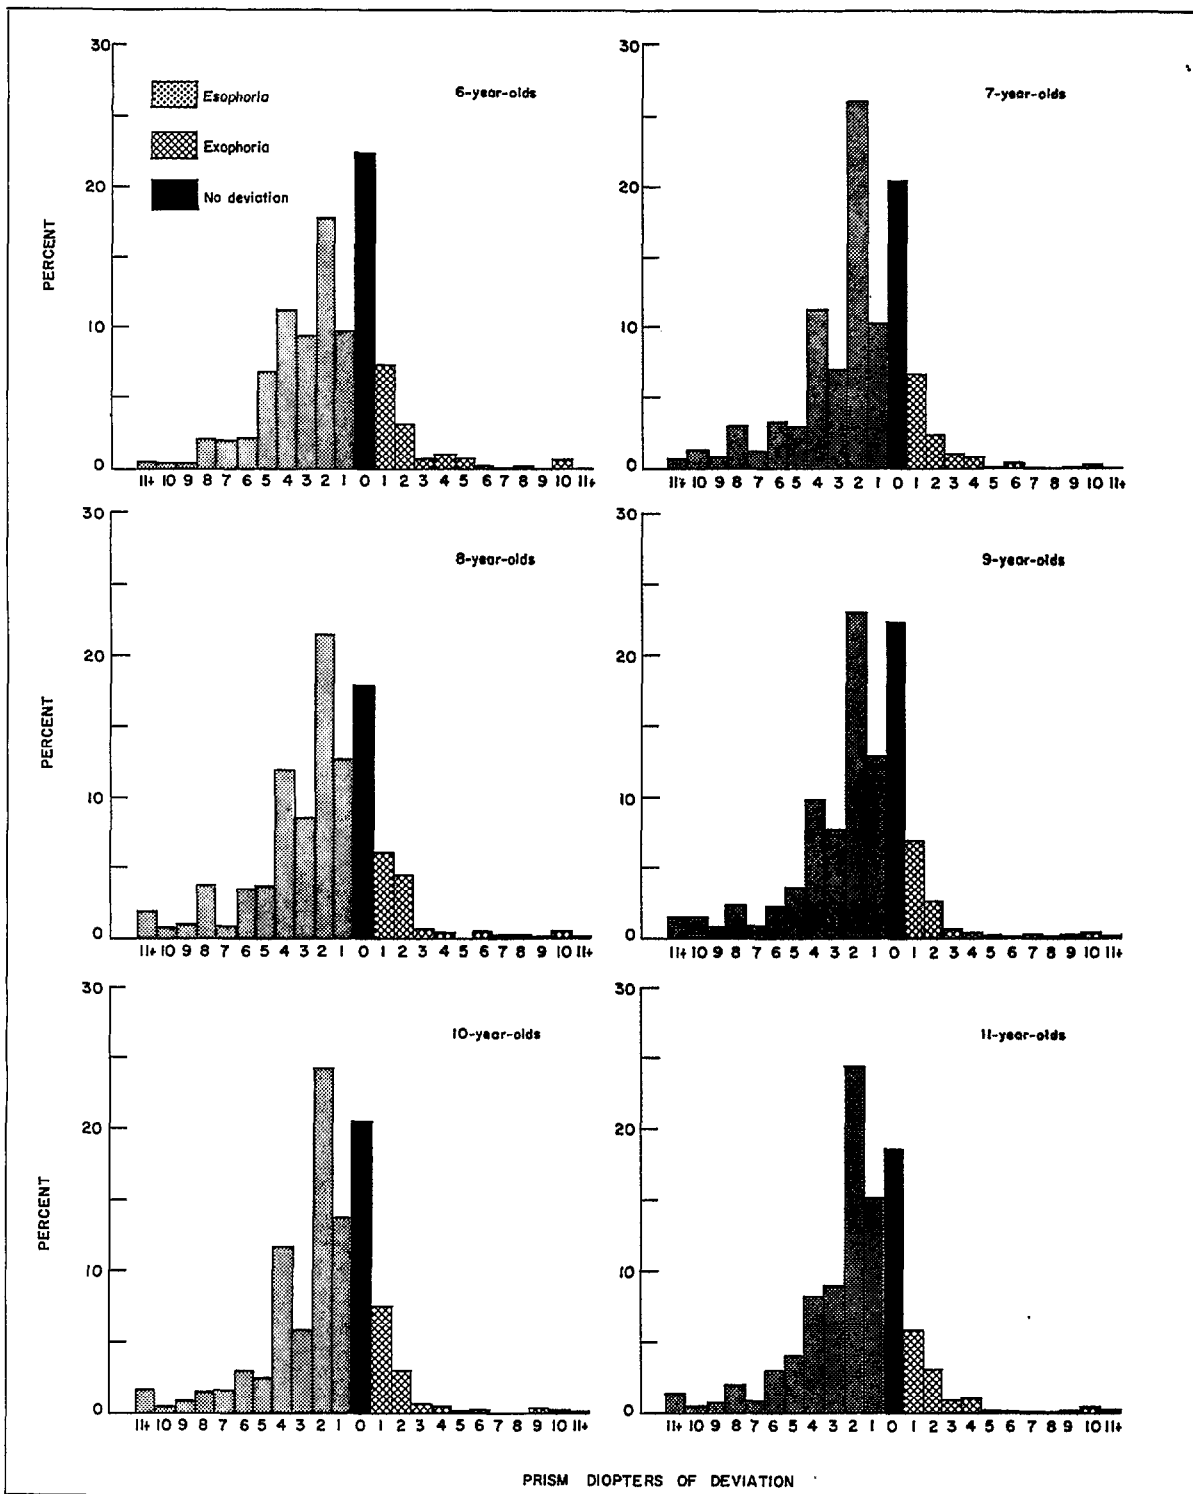 30
6-year-olds
Esophoria
Exophoria
No deviation
20
PERCENT
10
0
11+ 10 9 8 7 6 5 4 3 2 1 0 1 2 3 4 5 6 7 8 9 10 11+
30
7-year-olds
20
10
0
11+ 10 9 8 7 6 5 4 3 2 1 0 1 2 3 4 5 6 7 8 9 10 11+
30
8-year-olds
20
PERCENT
10
0
11+ 10 9 8 7 6 5 4 3 2 1 0 1 2 3 4 5 6 7 8 9 10 11+
30
9-year-olds
20
10
0
11+ 10 9 8 7 6 5 4 3 2 1 0 1 2 3 4 5 6 7 8 9 10 11+
30
10-year-olds
20
PERCENT
10
0
11+ 10 9 8 7 6 5 4 3 2 1 0 1 2 3 4 5 6 7 8 9 10 11+
30
11-year-olds
20
10
0
11+ 10 9 8 7 6 5 4 3 2 1 0 1 2 3 4 5 6 7 8 9 10 11+
PRISM DIOPTERS OF DEVIATION